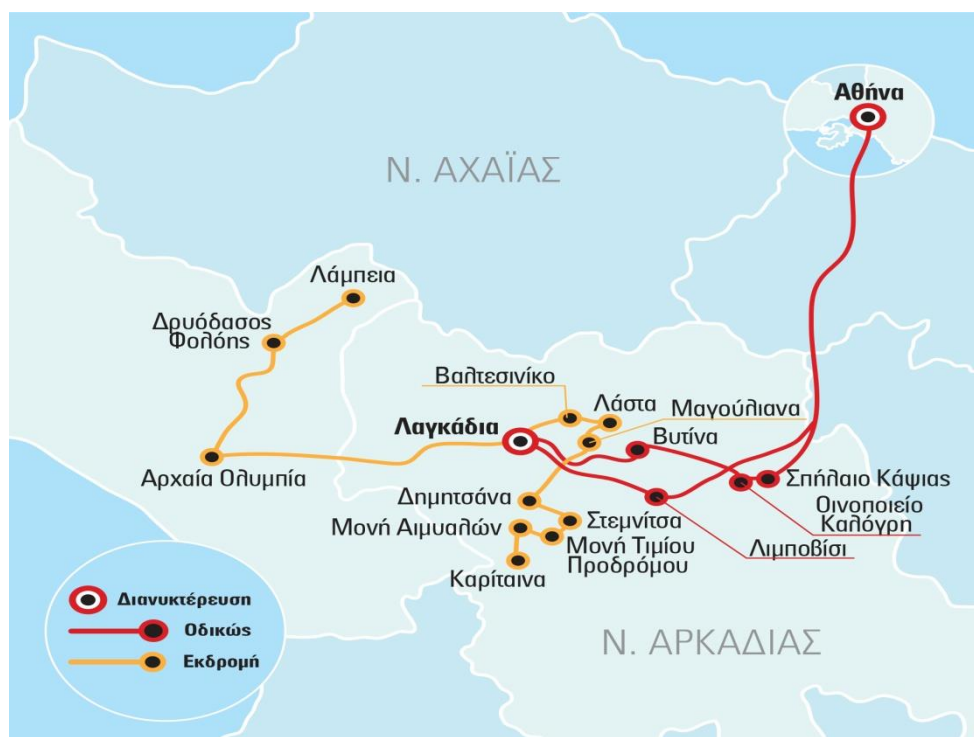 Αθήνα
Ν. ΑΧΑΪΑΣ
Λάμπεια
Δρυόδασος
Φολόης
Βαλτεσινίκο
Λάστα
Μαγούλιανα
Λαγκάδια
Βυτίνα
Αρχαία Ολυμπία
Σπήλαιο Κάψιας
Δημητσάνα
Οινοποιείο
Καλόγρη
Στεμνίτσα
Μονή Αιμυαλών
Λιμποβίσι
Μονή Τιμίου
Προδρόμου
Καρίταινα
Διανυκτέρευση
Οδικώς
Εκδρομή
Ν. ΑΡΚΑΔΙΑΣ